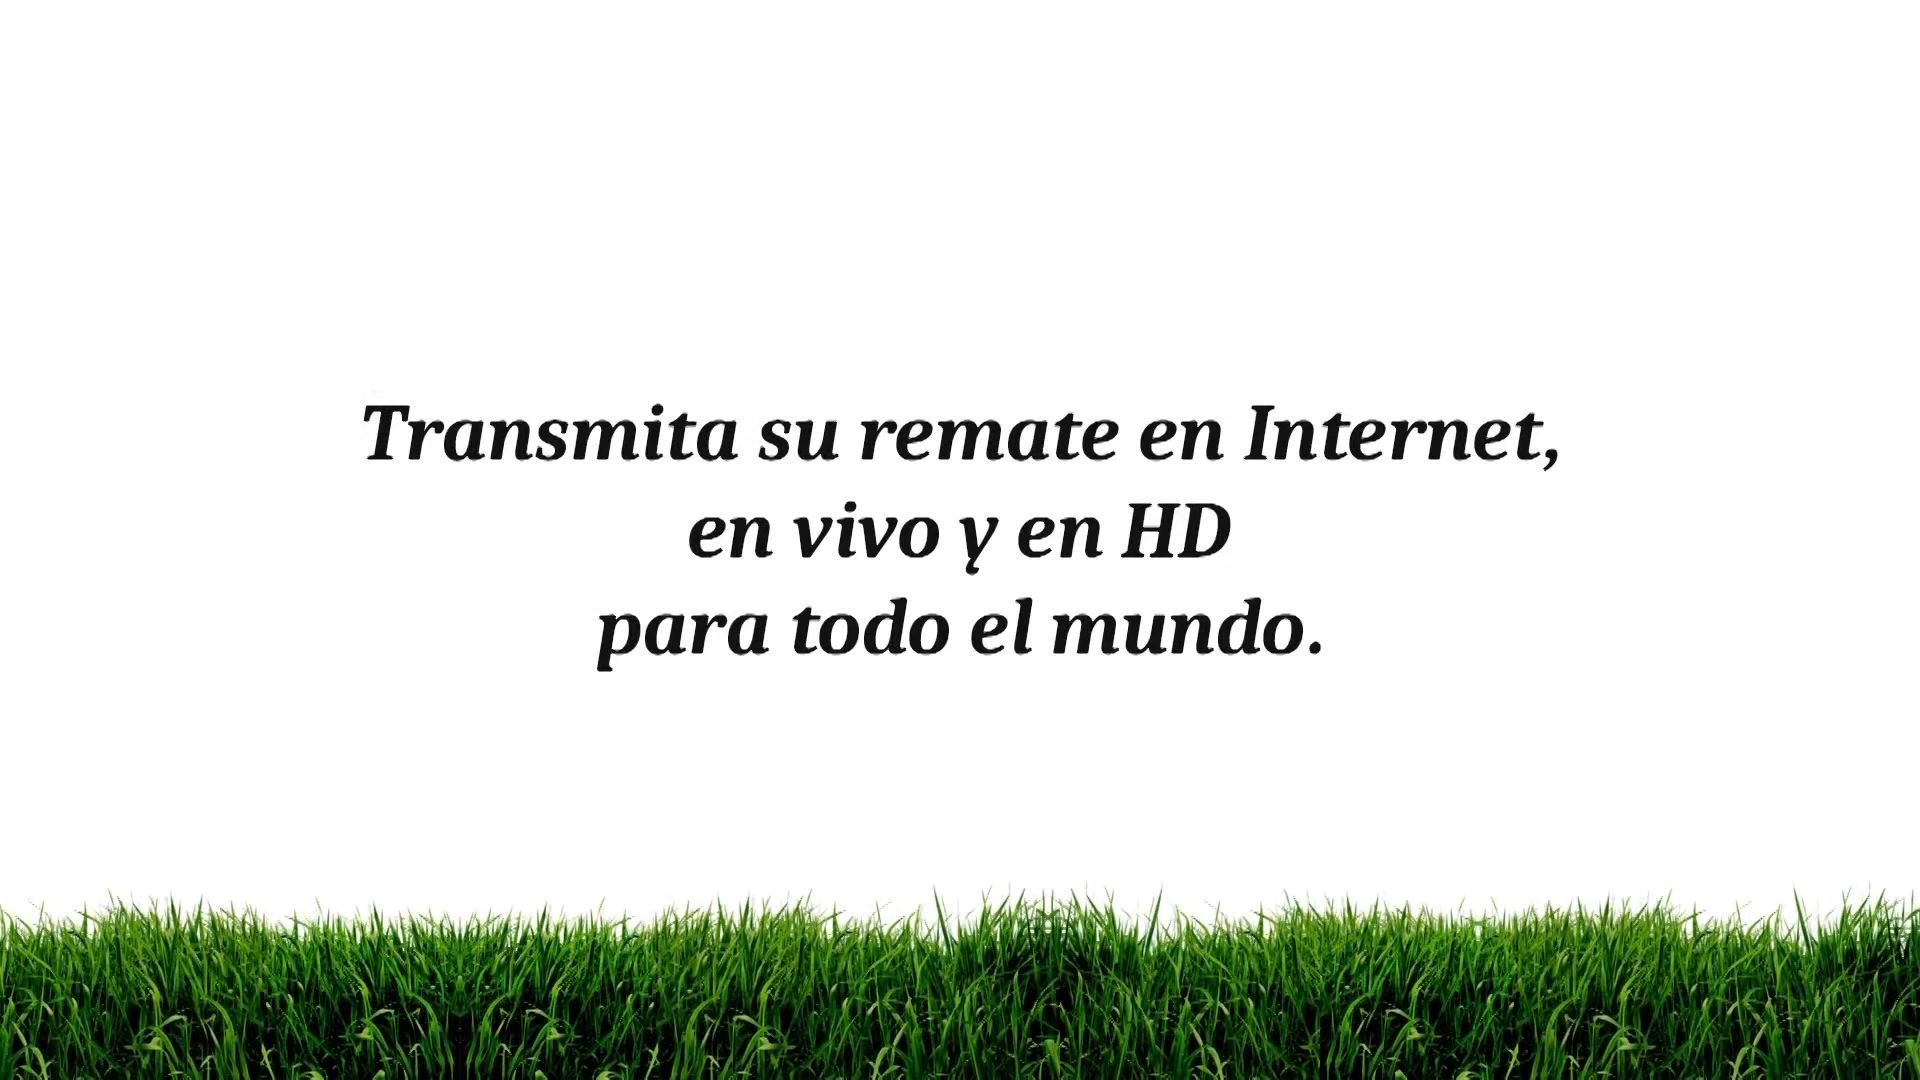 Transmita su remate en Internet,
en vivo y en HD
para todo el mundo.